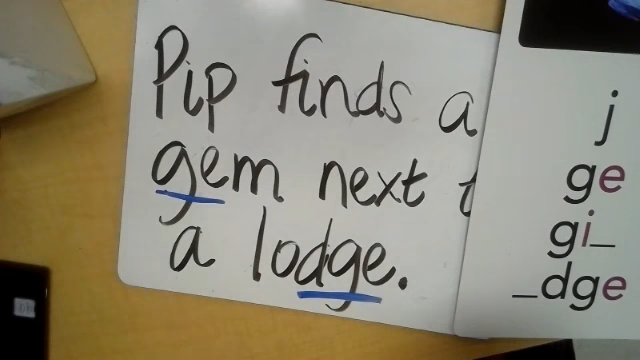 Pip finds a
gem next t
a lodge.
j
ge
gi_
_dge